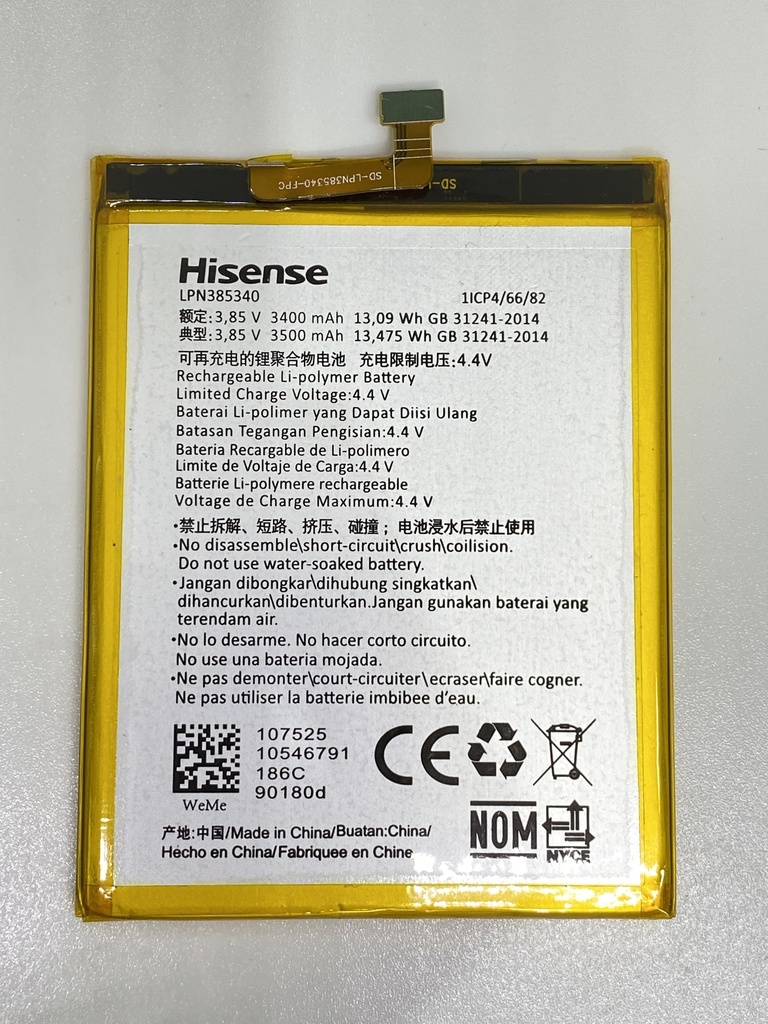 SD-LPN385340-FPC
SD-L
Hisense
LPN385340 1ICP4/66/82
额定:3,85 V 3400 mAh 13,09 Wh GB 31241-2014
典型:3,85 V 3500 mAh 13,475 Wh GB 31241-2014
可再充电的锂聚合物电池 充电限制电压:4.4V
Rechargeable Li-polymer Battery
Limited Charge Voltage:4.4 V
Baterai Li-polimer yang Dapat Diisi Ulang
Batasan Tegangan Pengisian:4.4 V
Bateria Recargable de Li-polimero
Limite de Voltaje de Carga:4.4 V
Batterie Li-polymere rechargeable
Voltage de Charge Maximum:4.4 V
•禁止拆解、短路、挤压、碰撞；电池浸水后禁止使用
•No disassemble\short-circuit\crush\coilision.
Do not use water-soaked battery.
•Jangan dibongkar\dihubung singkatkan\
dihancurkan\dibenturkan.Jangan gunakan baterai yang
terendam air.
•No lo desarme. No hacer corto circuito.
No use una bateria mojada.
•Ne pas demonter\court-circuiter\ecraser\faire cogner.
Ne pas utiliser la batterie imbibee d’eau.
107525
10546791
186C
90180d
WeMe
CE
产地:中国/Made in China/Buatan:China/
Hecho en China/Fabriquee en Chine
NOM
NYCE